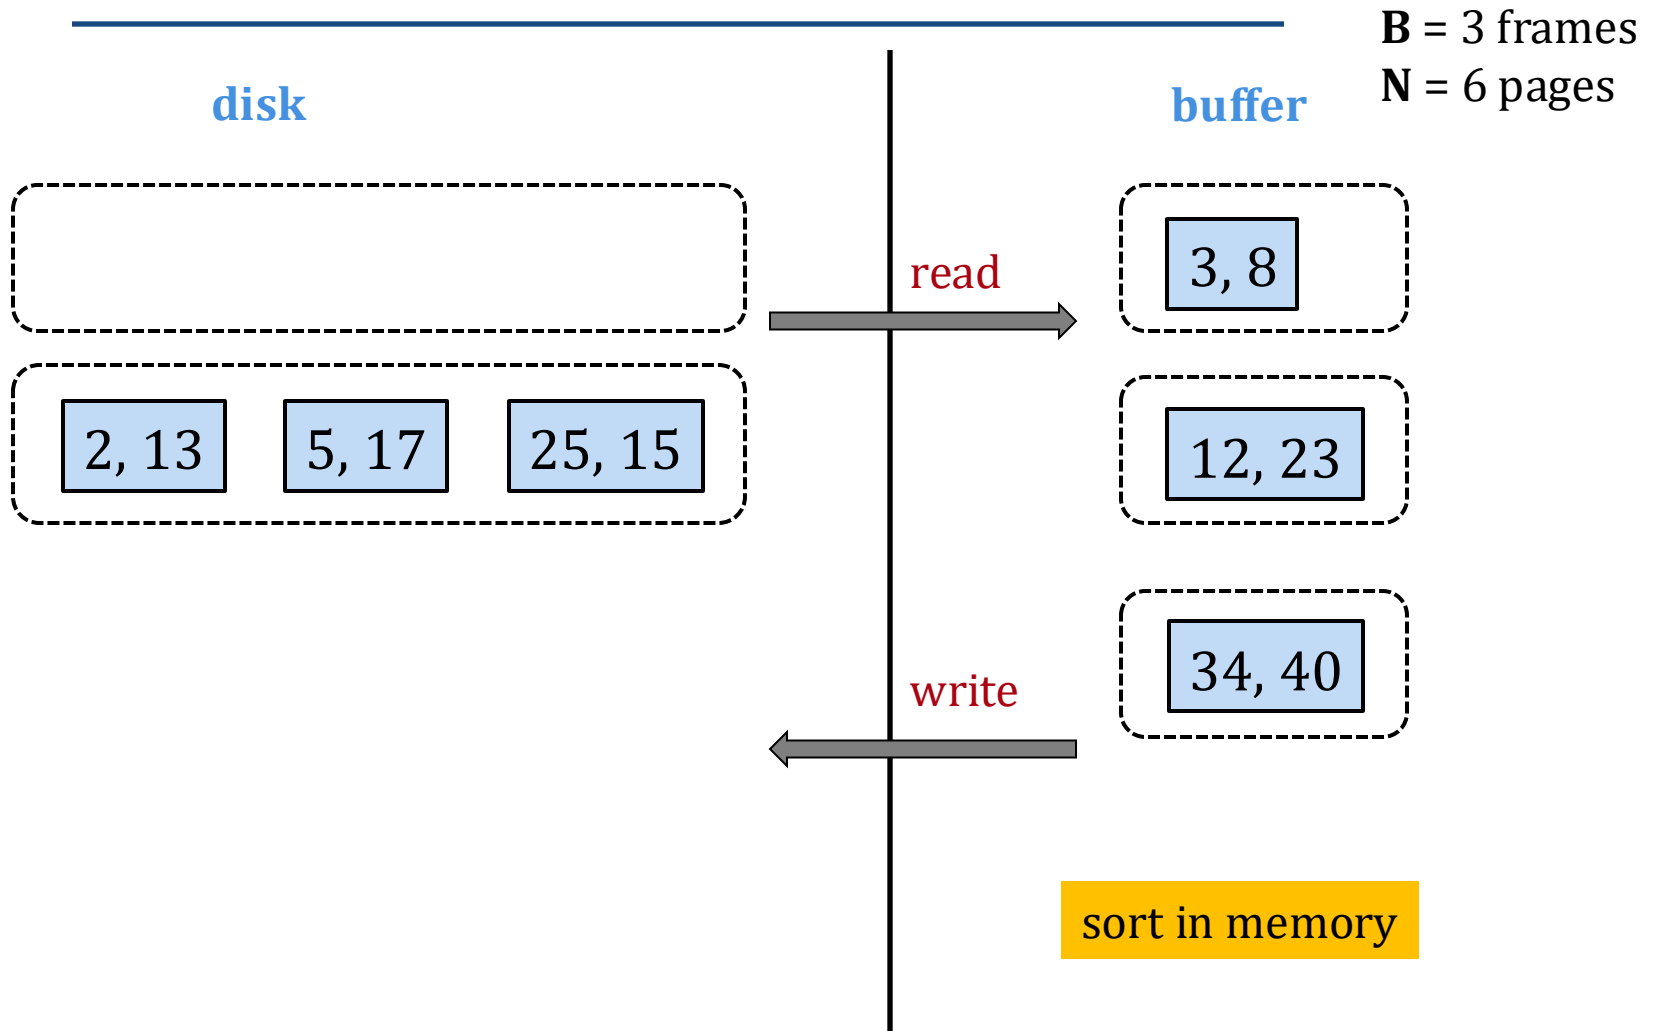 B = 3 frames
N = 6 pages
disk
buffer
read
3, 8
2, 13
5, 17
25, 15
12, 23
write
34, 40
sort in memory